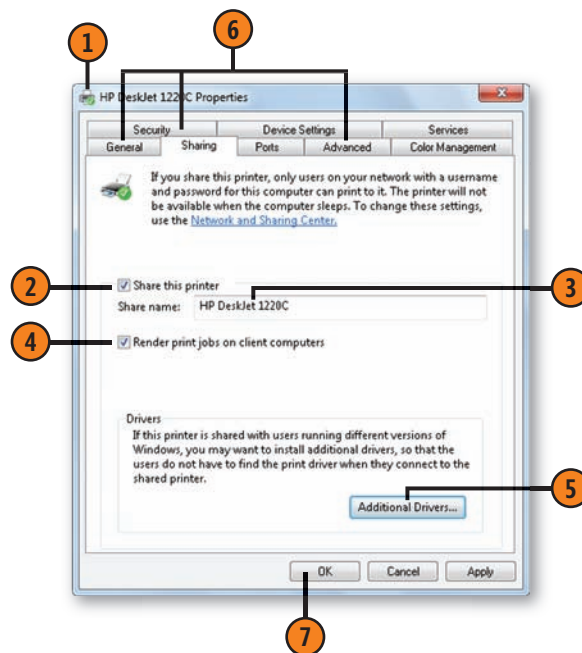 1
6
HP DeskJet 1220C Properties
Security Device Settings Services
General Sharing Ports Advanced Color Management
If you share this printer, only users on your network with a username
and password for this computer can print to it. The printer will not
be available when the computer sleeps. To change these settings,
use the Network and Sharing Center.
2
Share this printer
3
Share name: HP DeskJet 1220C
4
Render print jobs on client computers
Drivers
If this printer is shared with users running different versions of
Windows, you may want to install additional drivers, so that the
users do not have to find the print driver when they connect to the
shared printer.
5
Additional Drivers...
OK Cancel Apply
7